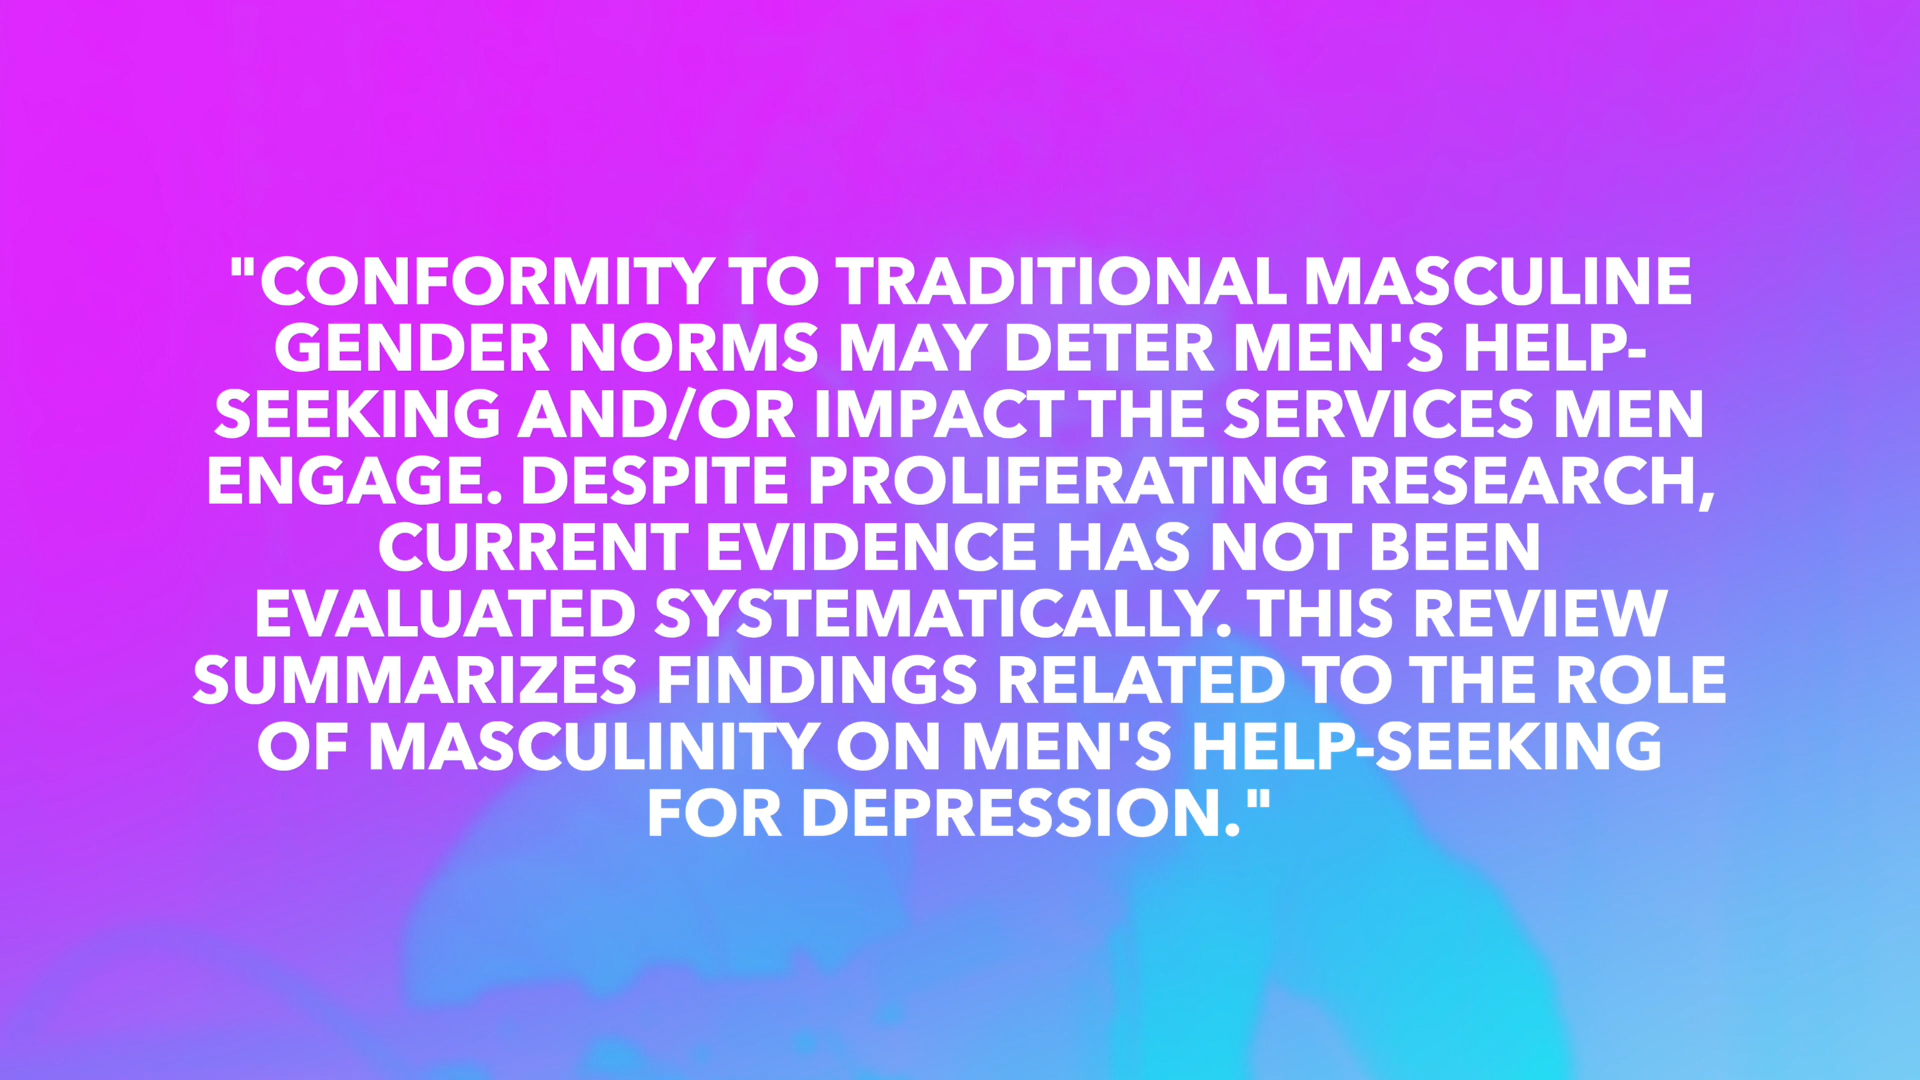 "CONFORMITY TO TRADITIONAL MASCULINE
GENDER NORMS MAY DETER MEN'S HELP-
SEEKING AND/OR IMPACT THE SERVICES MEN
ENGAGE. DESPITE PROLIFERATING RESEARCH,
CURRENT EVIDENCE HAS NOT BEEN
EVALUATED SYSTEMATICALLY. THIS REVIEW
SUMMARIZES FINDINGS RELATED TO THE ROLE
OF MASCULINITY ON MEN'S HELP-SEEKING
FOR DEPRESSION."